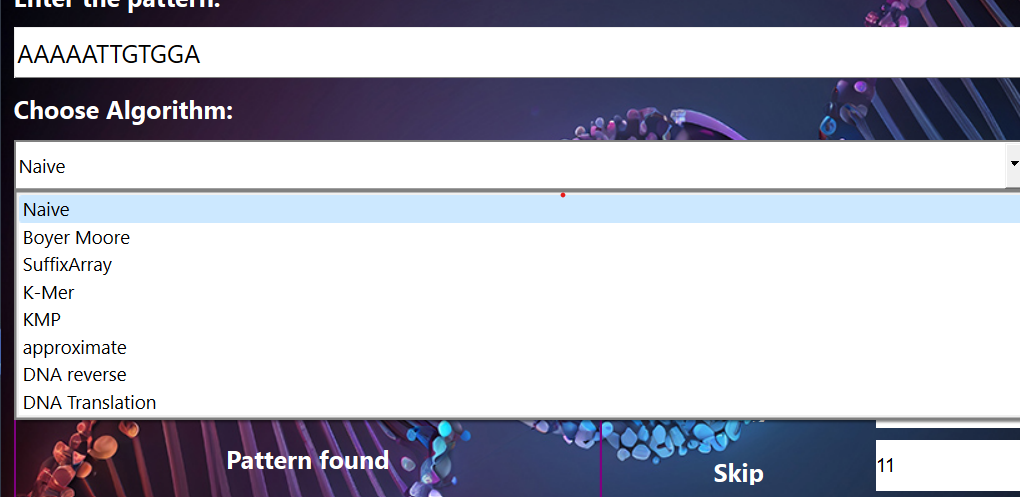 Enter the pattern:
AAAAATTGTGGA
Choose Algorithm:
Naive
Naive
Boyer Moore
SuffixArray
K-Mer
KMP
approximate
DNA reverse
DNA Translation
Pattern found
Skip
11